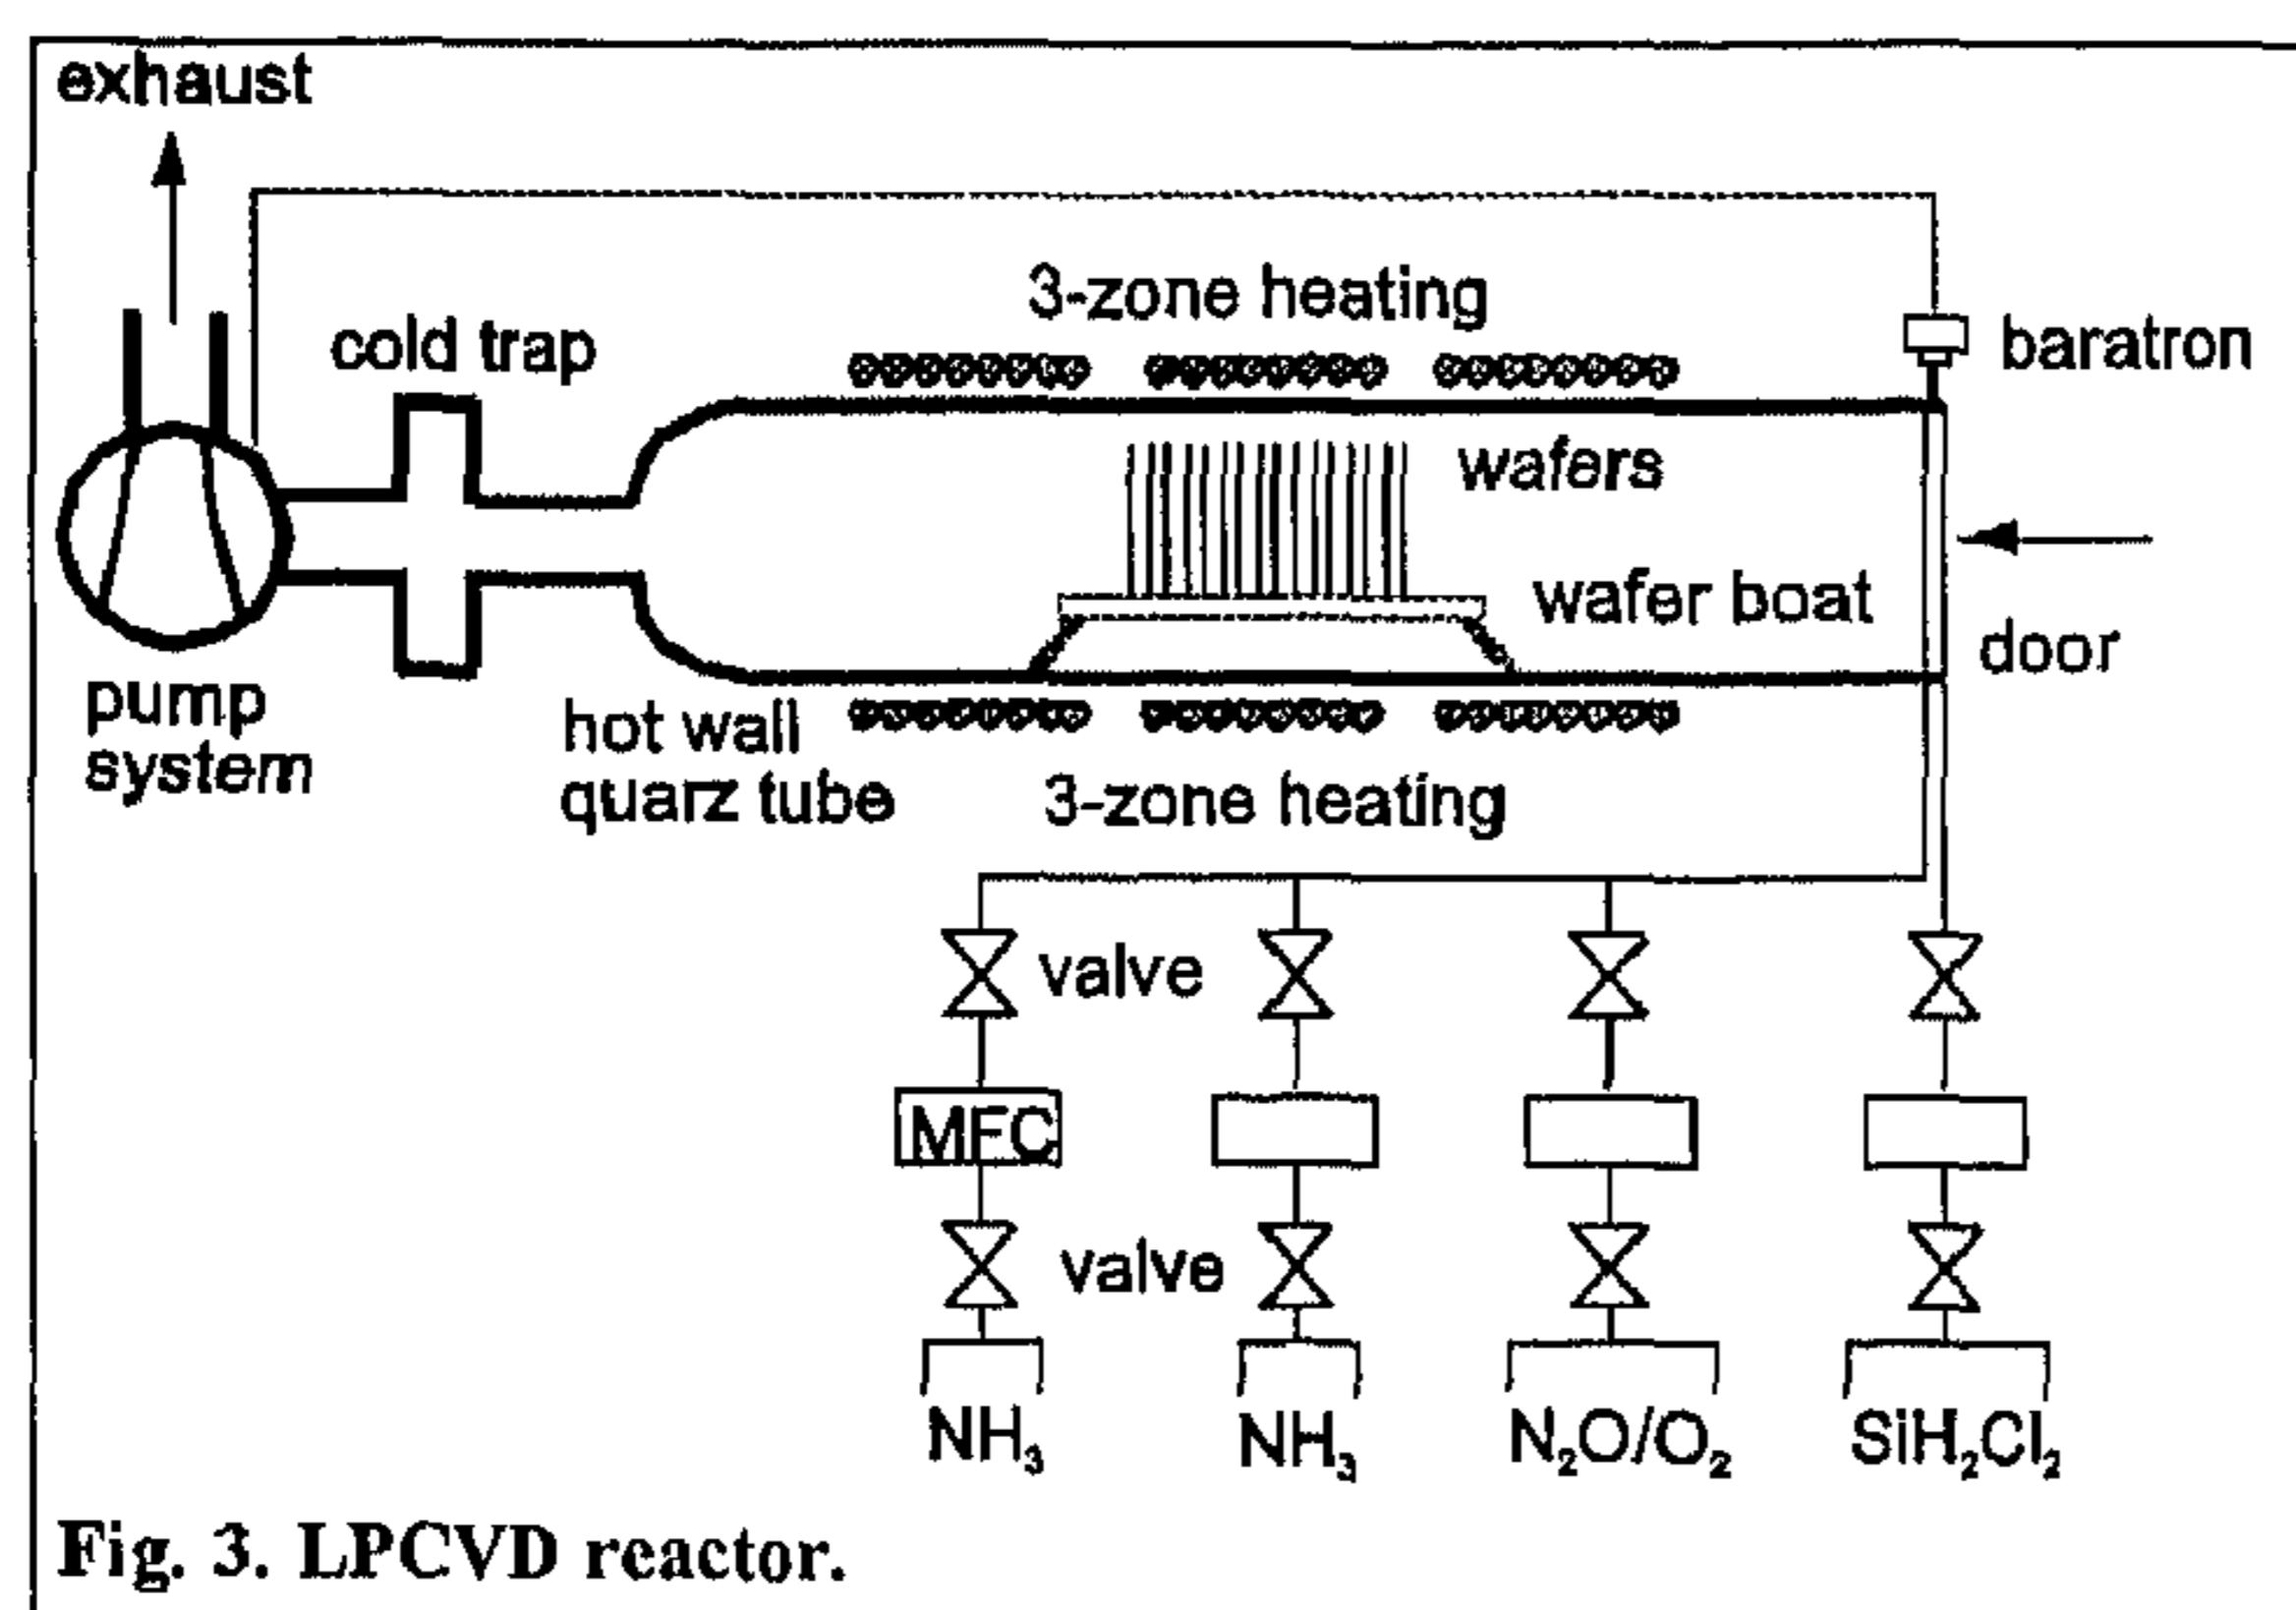 exhaust
3-zone heating
cold trap
baratron
wafers
wafer boat
door
pump
system
hot wall
quarz tube
3-zone heating
valve
MFC
valve
NH₃
NH₃
N₂O/O₂
SiH₂Cl₂
Fig. 3. LPCVD reactor.